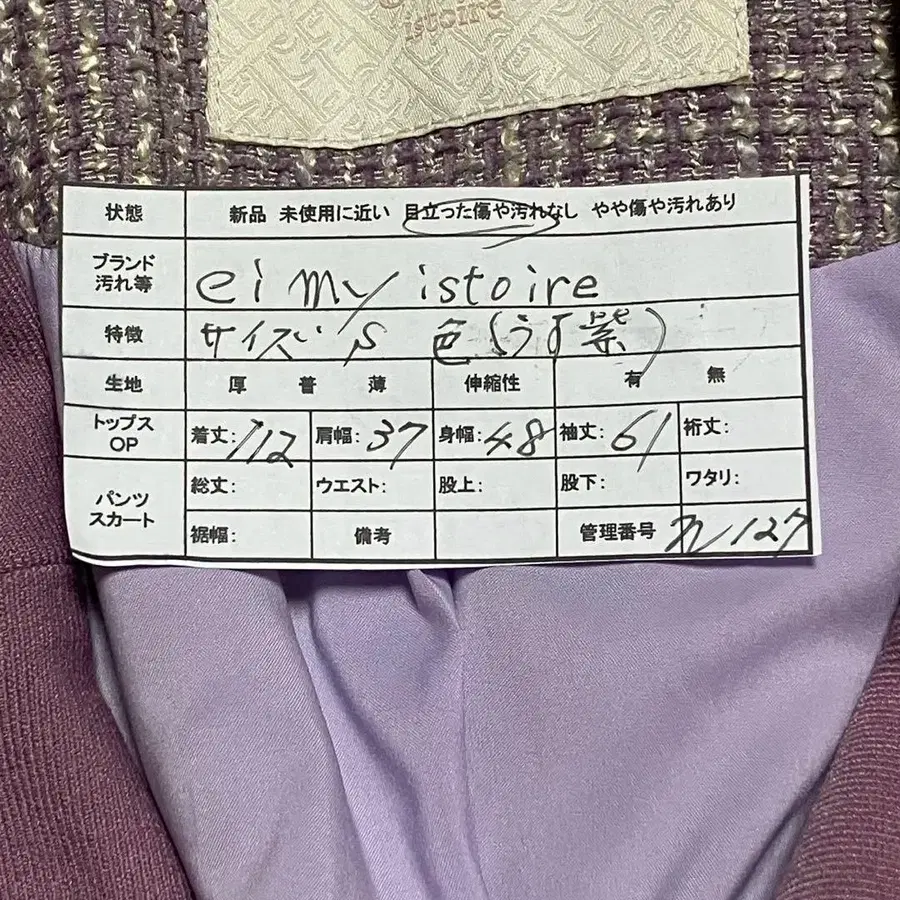 istoire
状態 新品 未使用に近い 目立った傷や汚れなし やや傷や汚れあり
ブランド 汚れ等 eimy istoire
特徴 サイズ S 色(うす紫)
生地 厚 普 薄 伸縮性 有 無
トップス OP 着丈: 112 肩幅: 37 身幅: 48 袖丈: 61 裄丈:
パンツ スカート 総丈: ウエスト: 股上: 股下: ワタリ:
裾幅: 備考 管理番号 127